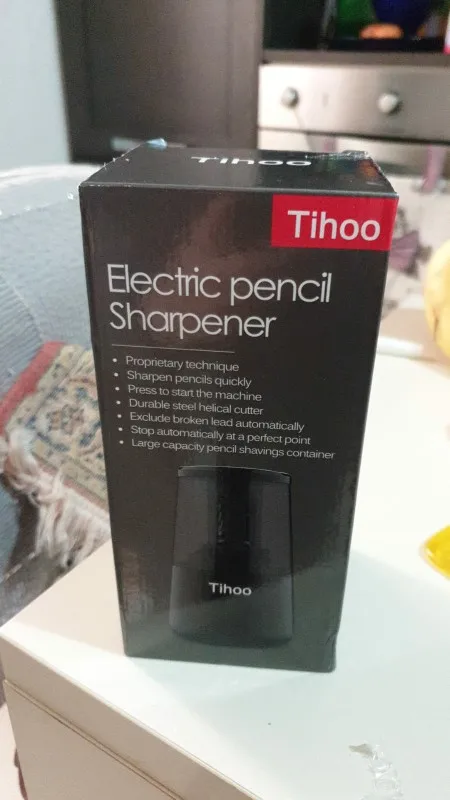 Tihoo
Tihoo
Electric pencil
Sharpener
• Proprietary technique
• Sharpen pencils quickly
• Press to start the machine
• Durable steel helical cutter
• Exclude broken lead automatically
• Stop automatically at a perfect point
• Large capacity pencil shavings container
Tihoo